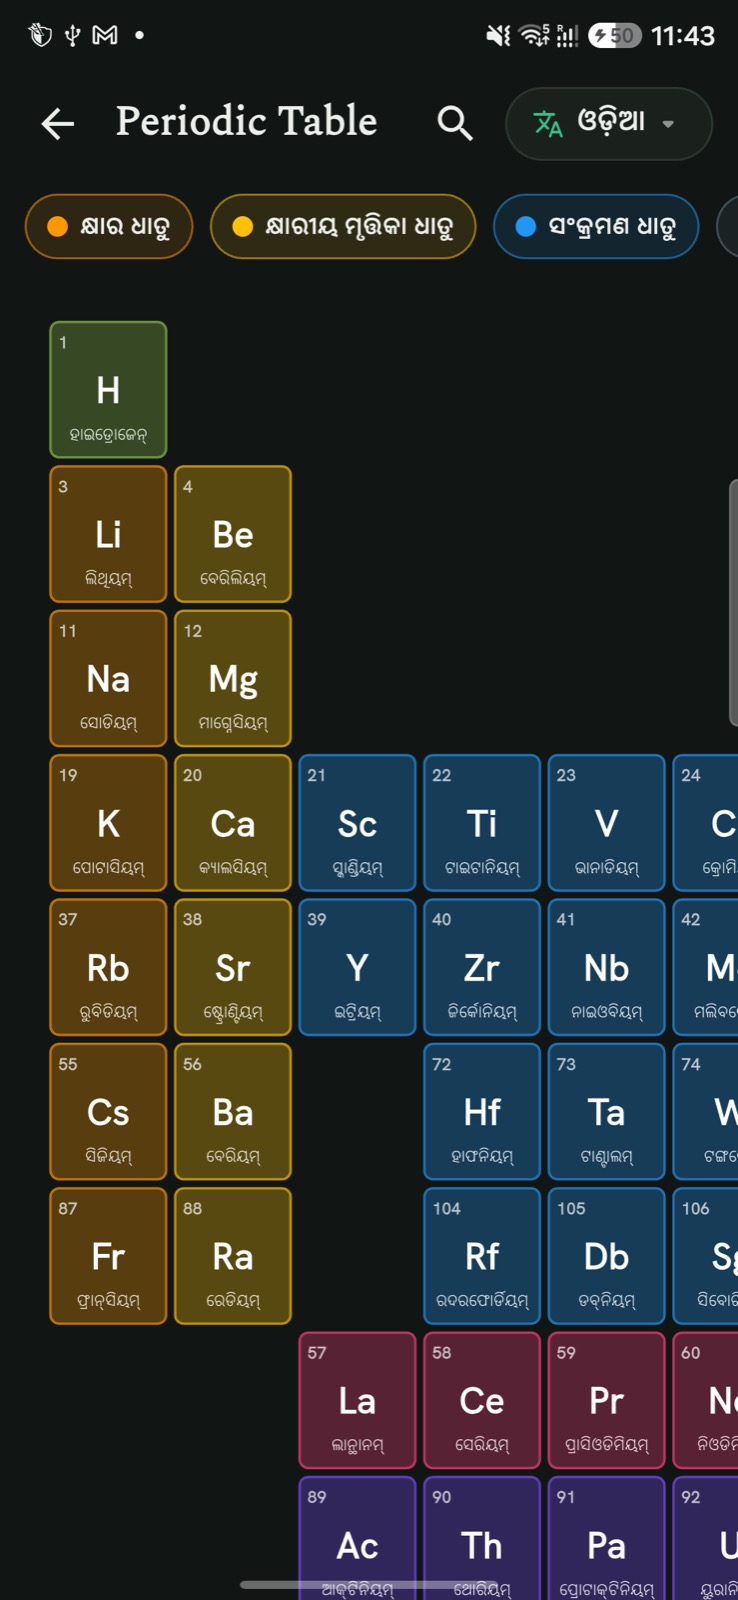 50 11:43
Periodic Table ଓଡ଼ିଆ
କ୍ଷାର ଧାତୁ କ୍ଷାରୀୟ ମୃତ୍ତିକା ଧାତୁ ସଂକ୍ରମଣ ଧାତୁ
1
H
ହାଇଡ୍ରୋଜେନ୍
3 4
Li Be
ଲିଥିୟମ୍ ବେରିଲିୟମ୍
11 12
Na Mg
ସୋଡିୟମ୍ ମାଗ୍ନେସିୟମ୍
19 20 21 22 23 24
K Ca Sc Ti V C
ପୋଟାସିୟମ୍ କ୍ୟାଲସିୟମ୍ ସ୍କାଣ୍ଡିୟମ୍ ଟାଇଟାନିୟମ୍ ଭାନାଡିୟମ୍ କ୍ରୋମି
37 38 39 40 41 42
Rb Sr Y Zr Nb M
ରୁବିଡିୟମ୍ ଷ୍ଟ୍ରୋଣ୍ଟିୟମ୍ ଇଟ୍ରିୟମ୍ ଜିର୍କୋନିୟମ୍ ନାଇଓବିୟମ୍ ମଲିବ
55 56 72 73 74
Cs Ba Hf Ta W
ସିଜିୟମ୍ ବେରିୟମ୍ ହାଫନିୟମ୍ ଟାଣ୍ଟାଲମ୍ ଟଙ୍ଗ
87 88 104 105 106
Fr Ra Rf Db Sg
ଫ୍ରାନ୍ସିୟମ୍ ରେଡିୟମ୍ ରଦରଫୋର୍ଡିୟମ୍ ଡବ୍ନିୟମ୍ ସିବୋର୍ଗି
57 58 59 60
La Ce Pr N
ଲାନ୍ଥାନମ୍ ସେରିୟମ୍ ପ୍ରାସିଓଡିମିୟମ୍ ନିଓଡିମି
89 90 91 92
Ac Th Pa U
ଆକ୍ଟିନିୟମ୍ ଥୋରିୟମ୍ ପ୍ରୋଟାକ୍ଟିନିୟମ୍ ୟୁରାନି